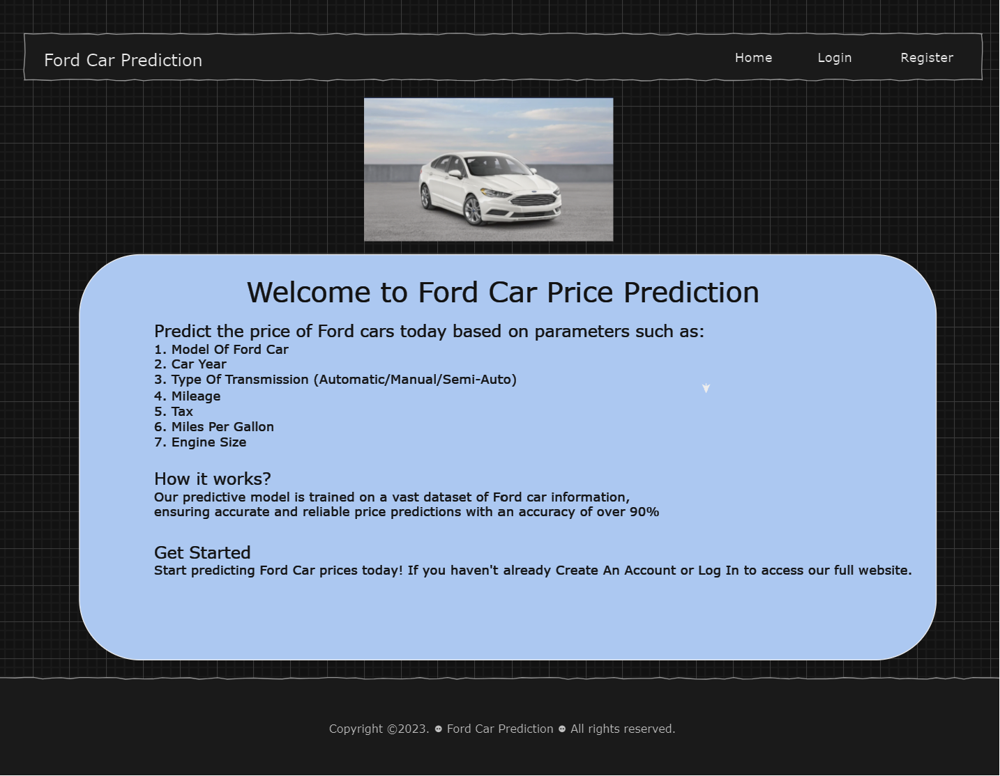 Ford Car Prediction
Home Login Register
Welcome to Ford Car Price Prediction
Predict the price of Ford cars today based on parameters such as:
1. Model Of Ford Car
2. Car Year
3. Type Of Transmission (Automatic/Manual/Semi-Auto)
4. Mileage
5. Tax
6. Miles Per Gallon
7. Engine Size
How it works?
Our predictive model is trained on a vast dataset of Ford car information,
ensuring accurate and reliable price predictions with an accuracy of over 90%
Get Started
Start predicting Ford Car prices today! If you haven't already Create An Account or Log In to access our full website.
Copyright ©2023. Ford Car Prediction All rights reserved.